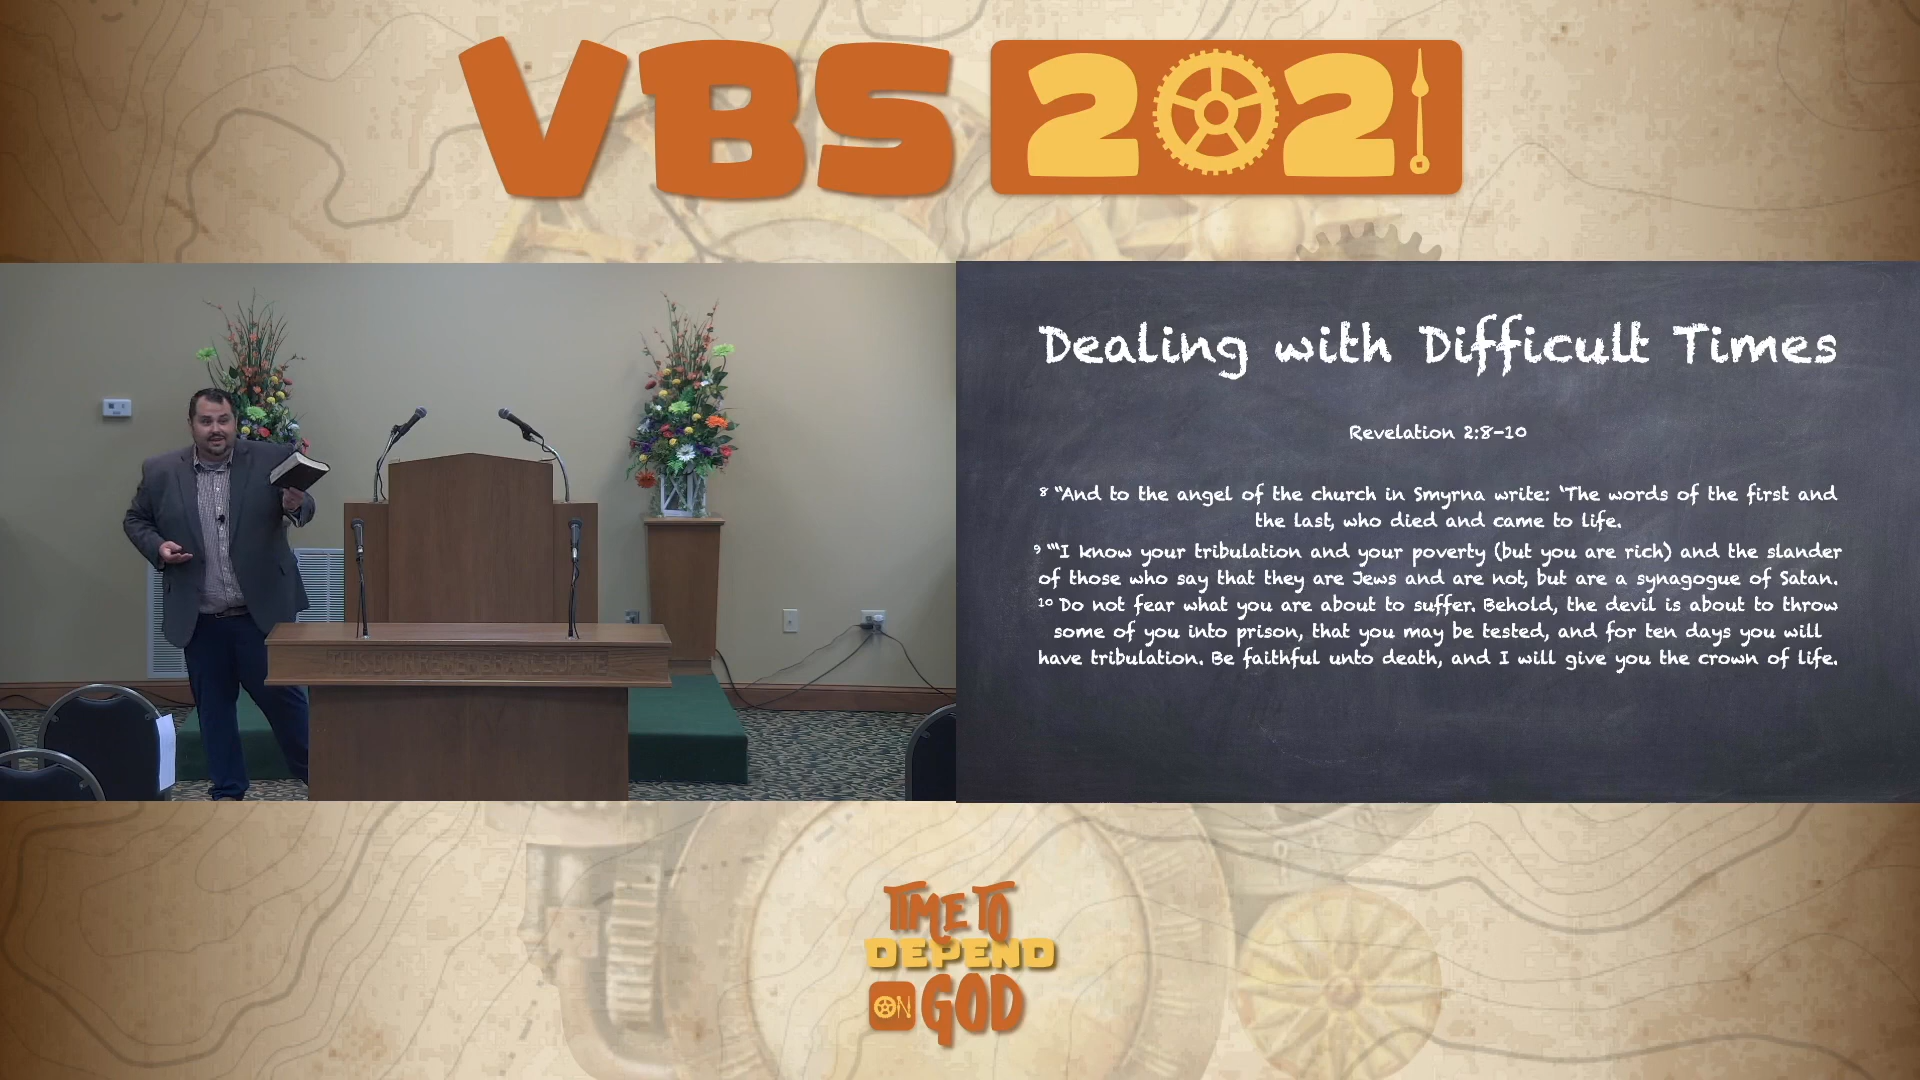 VBS 2021
Dealing with Difficult Times
Revelation 2:8-10
8 "And to the angel of the church in Smyrna write: 'The words of the first and
the last, who died and came to life.
9 "'I know your tribulation and your poverty (but you are rich) and the slander
of those who say that they are Jews and are not, but are a synagogue of Satan.
10 Do not fear what you are about to suffer. Behold, the devil is about to throw
some of you into prison, that you may be tested, and for ten days you will
have tribulation. Be faithful unto death, and I will give you the crown of life.
THIS DO IN REMEMBRANCE OF ME
TIME TO
DEPEND
ON GOD